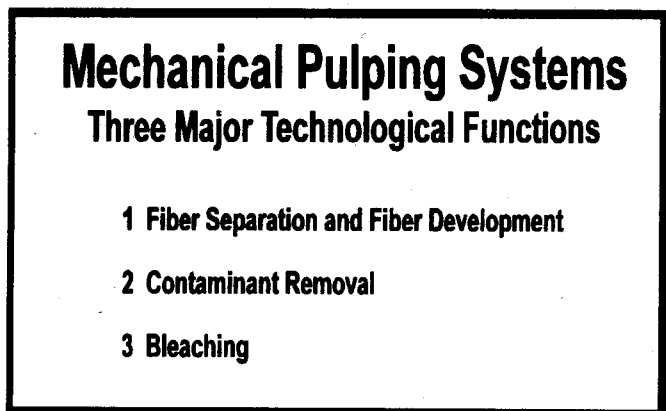 Mechanical Pulping Systems
Three Major Technological Functions
1 Fiber Separation and Fiber Development
2 Contaminant Removal
3 Bleaching